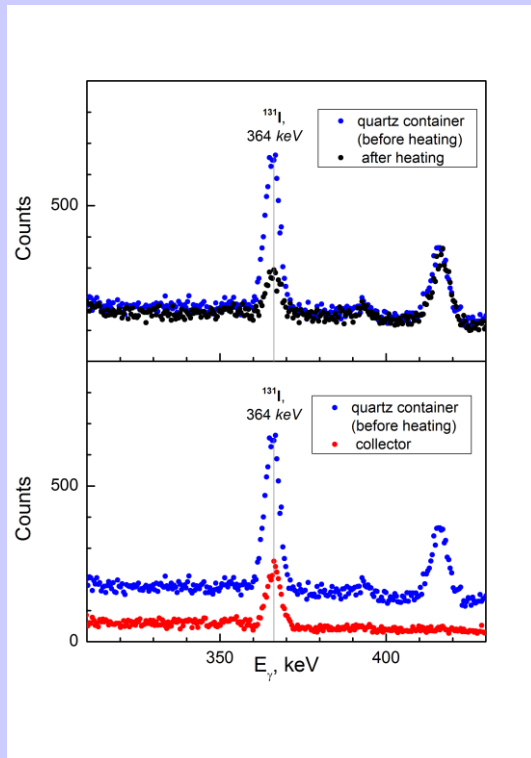 ¹³¹I,
364 keV
quartz container
(before heating)
after heating
500
Counts
¹³¹I,
364 keV
quartz container
(before heating)
collector
500
Counts
0
350
400
Eγ, keV